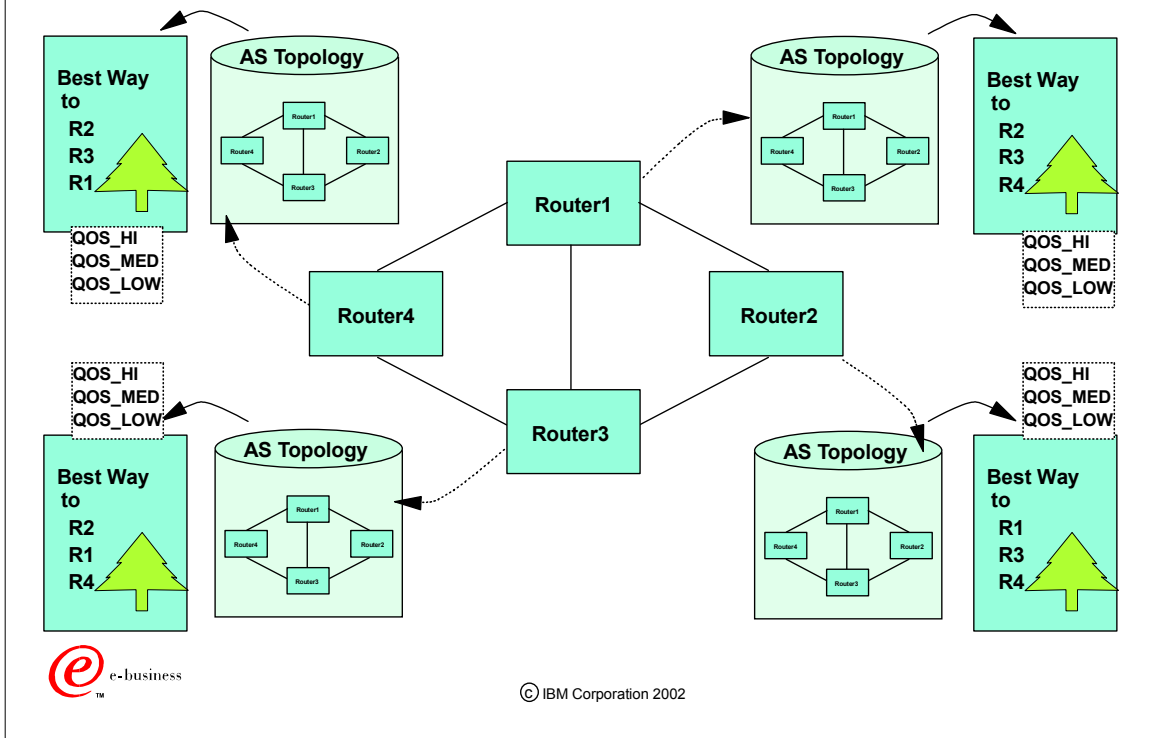 AS Topology
Best Way
to
R2
R3
R1
QOS_HI
QOS_MED
QOS_LOW
Router1
Router4
Router2
Router3
AS Topology
Best Way
to
R2
R3
R4
QOS_HI
QOS_MED
QOS_LOW
Router1
Router4
Router2
Router3
Router1
Router4
Router2
Router3
QOS_HI
QOS_MED
QOS_LOW
Best Way
to
R2
R1
R4
AS Topology
Router1
Router4
Router2
Router3
QOS_HI
QOS_MED
QOS_LOW
AS Topology
Best Way
to
R1
R3
R4
Router1
Router4
Router2
Router3
e e-business
TM
© IBM Corporation 2002